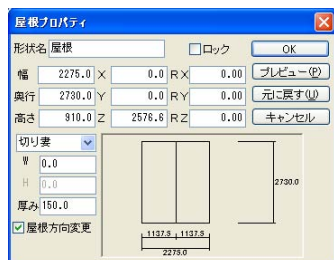 屋根プロパティ
形状名 屋根 ロック OK
幅 2275.0 X 0.0 RX 0.00 プレビュー(P)
奥行 2730.0 Y 0.0 RY 0.00 元に戻す(U)
高さ 910.0 Z 2576.6 RZ 0.00 キャンセル
切り妻
W 0.0
H 0.0
厚み 150.0
屋根方向変更
2730.0
1137.5 1137.5
2275.0